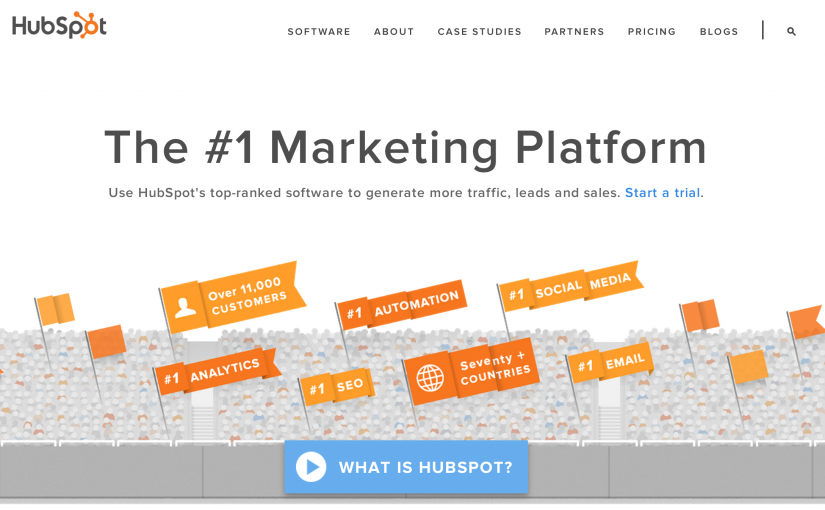 HubSpot
SOFTWARE ABOUT CASE STUDIES PARTNERS PRICING BLOGS
The #1 Marketing Platform
Use HubSpot's top-ranked software to generate more traffic, leads and sales. Start a trial.
Over 11,000
CUSTOMERS
#1 AUTOMATION
#1 SOCIAL MEDIA
#1 ANALYTICS
#1 SEO
Seventy +
COUNTRIES
#1 EMAIL
WHAT IS HUBSPOT?